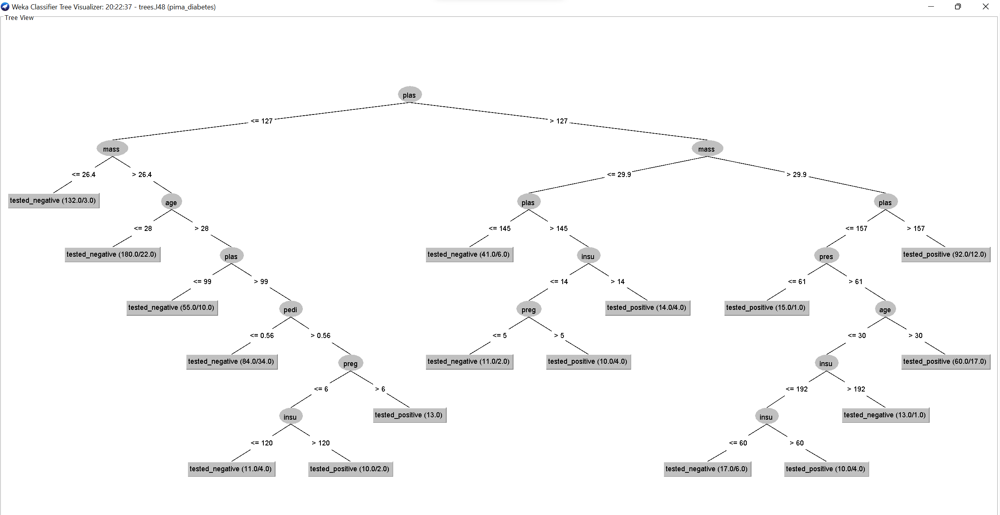 Weka Classifier Tree Visualizer: 20:22:37 - trees.J48 (pima_diabetes)
Tree View
plas
<= 127
> 127
mass
mass
<= 26.4
> 26.4
<= 29.9
> 29.9
tested_negative (132.0/3.0)
age
plas
plas
<= 28
> 28
<= 145
> 145
<= 157
> 157
tested_negative (180.0/22.0)
plas
tested_negative (41.0/6.0)
insu
pres
tested_positive (92.0/12.0)
<= 99
> 99
<= 14
> 14
<= 61
> 61
tested_negative (55.0/10.0)
pedi
preg
tested_positive (14.0/4.0)
tested_positive (15.0/1.0)
age
<= 0.56
> 0.56
<= 5
> 5
<= 30
> 30
tested_negative (84.0/34.0)
preg
tested_negative (11.0/2.0)
tested_positive (10.0/4.0)
insu
tested_positive (60.0/17.0)
<= 6
> 6
<= 192
> 192
insu
tested_positive (13.0)
insu
tested_negative (13.0/1.0)
<= 120
> 120
<= 60
> 60
tested_negative (11.0/4.0)
tested_positive (10.0/2.0)
tested_negative (17.0/6.0)
tested_positive (10.0/4.0)